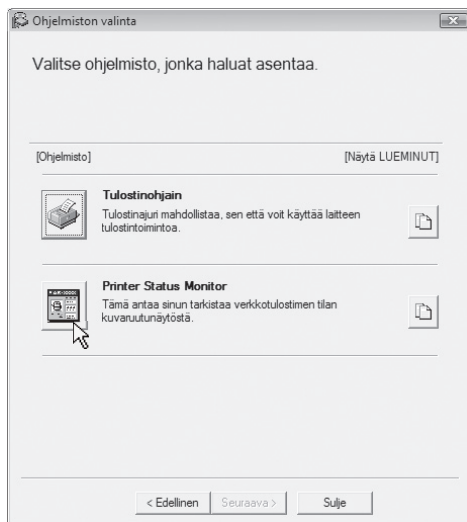 Ohjelmiston valinta
Valitse ohjelmisto, jonka haluat asentaa.
[Ohjelmisto] [Näytä LUEMINUT]
Tulostinohjain
Tulostinajuri mahdollistaa, sen että voit käyttää laitteen
tulostintoimintoa.
Printer Status Monitor
Tämä antaa sinun tarkistaa verkkotulostimen tilan
kuvaruutunäytöstä.
< Edellinen Seuraava > Sulje